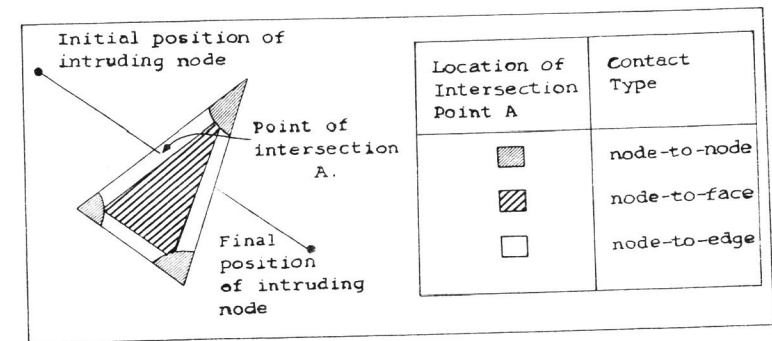 Initial position of
intruding node
Point of
intersection
A.
Final
position
of intruding
node
Location of
Intersection
Point A
Contact
Type
node-to-node
node-to-face
node-to-edge